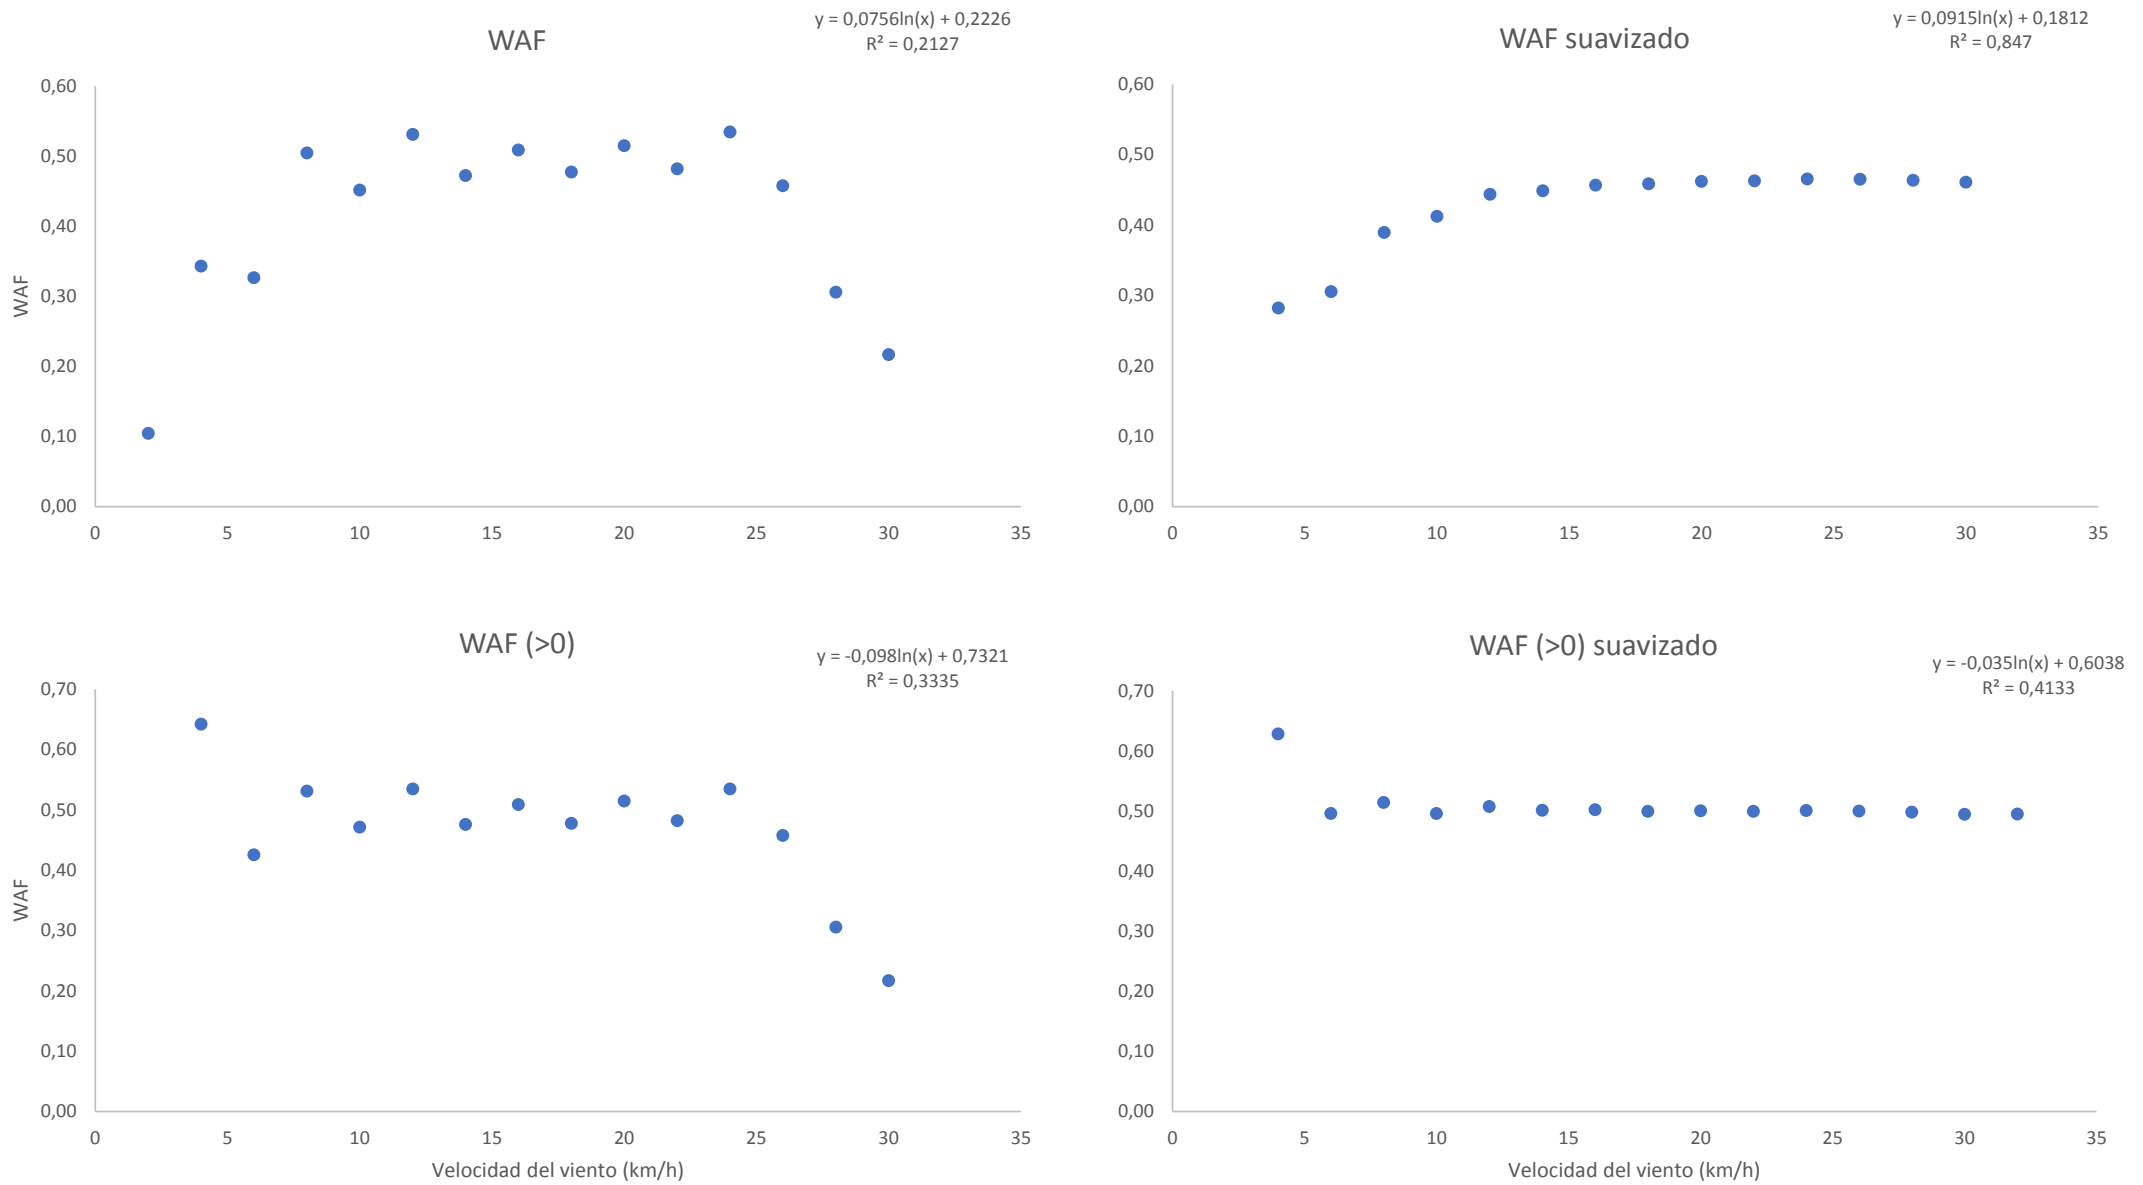 WAF
y = 0,0756ln(x) + 0,2226
R² = 0,2127
0,60
0,50
0,40
0,30
0,20
0,10
0,00
WAF
0 5 10 15 20 25 30 35
WAF suavizado
y = 0,0915ln(x) + 0,1812
R² = 0,847
0,60
0,50
0,40
0,30
0,20
0,10
0,00
0 5 10 15 20 25 30 35
WAF (>0)
y = -0,098ln(x) + 0,7321
R² = 0,3335
0,70
0,60
0,50
0,40
0,30
0,20
0,10
0,00
WAF
0 5 10 15 20 25 30 35
Velocidad del viento (km/h)
WAF (>0) suavizado
y = -0,035ln(x) + 0,6038
R² = 0,4133
0,70
0,60
0,50
0,40
0,30
0,20
0,10
0,00
0 5 10 15 20 25 30 35
Velocidad del viento (km/h)